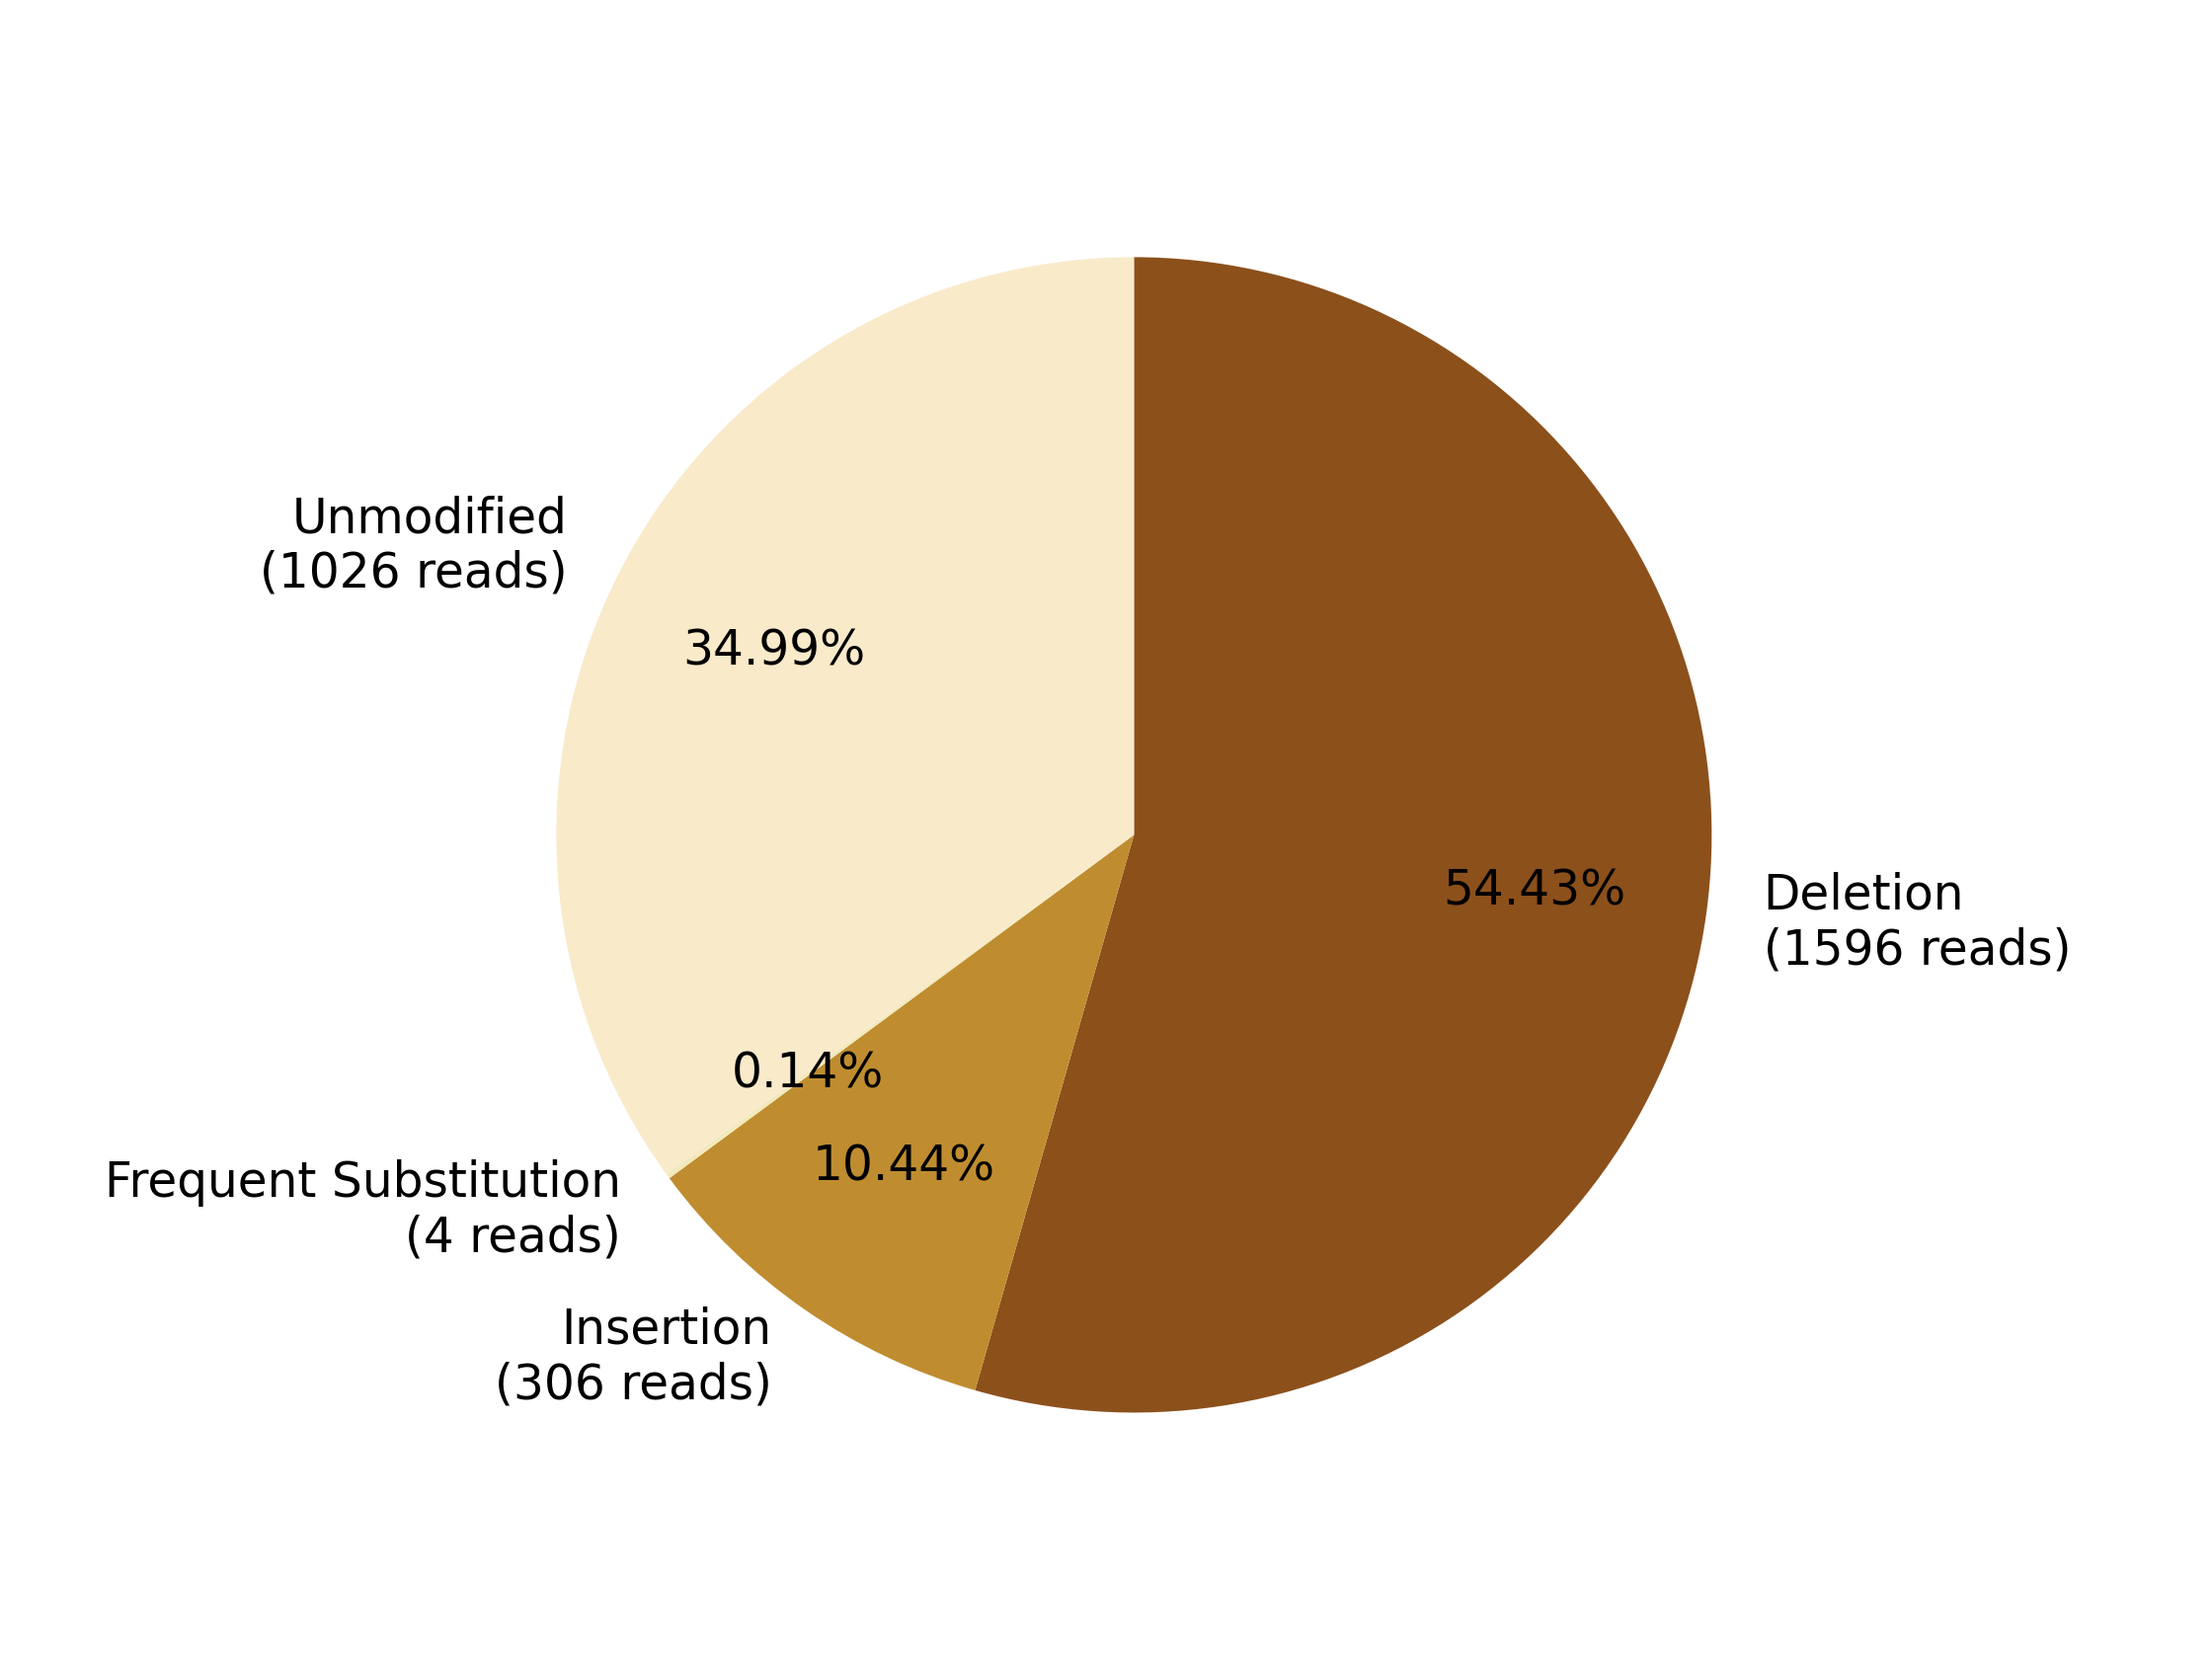 Unmodified
(1026 reads)
34.99%
54.43%
Deletion
(1596 reads)
0.14%
10.44%
Frequent Substitution
(4 reads)
Insertion
(306 reads)